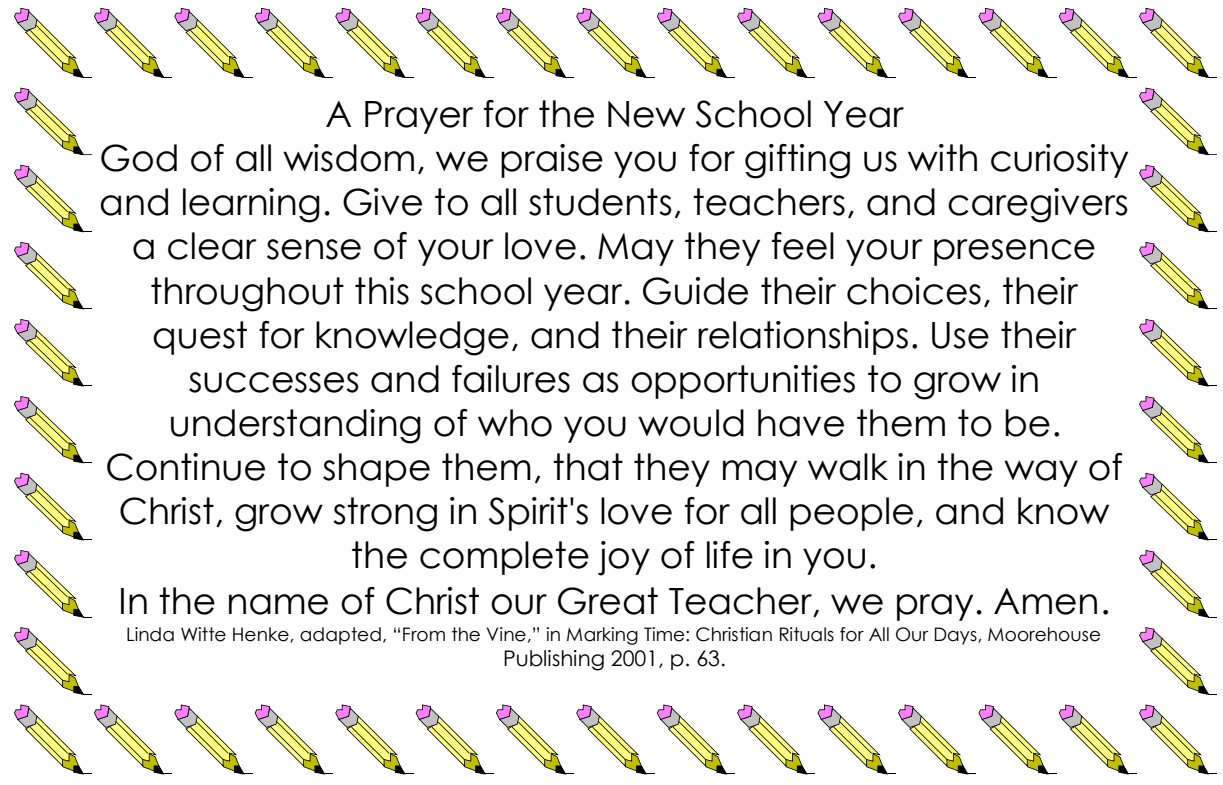 A Prayer for the New School Year
God of all wisdom, we praise you for gifting us with curiosity
and learning. Give to all students, teachers, and caregivers
a clear sense of your love. May they feel your presence
throughout this school year. Guide their choices, their
quest for knowledge, and their relationships. Use their
successes and failures as opportunities to grow in
understanding of who you would have them to be.
Continue to shape them, that they may walk in the way of
Christ, grow strong in Spirit's love for all people, and know
the complete joy of life in you.
In the name of Christ our Great Teacher, we pray. Amen.
Linda Witte Henke, adapted, “From the Vine,” in Marking Time: Christian Rituals for All Our Days, Moorehouse
Publishing 2001, p. 63.